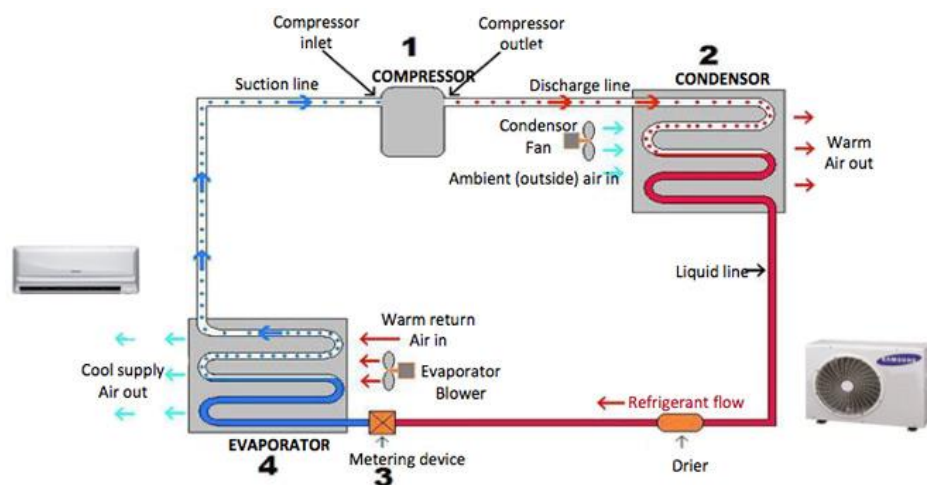 Compressor
inlet
1
COMPRESSOR
Compressor
outlet
2
CONDENSOR
Suction line
Discharge line
Condensor
Fan
Ambient (outside) air in
Warm
Air out
Liquid line
Warm return
Air in
Cool supply
Air out
Evaporator
Blower
SAMSUNG
Refrigerant flow
EVAPORATOR
4
Metering device
3
Drier